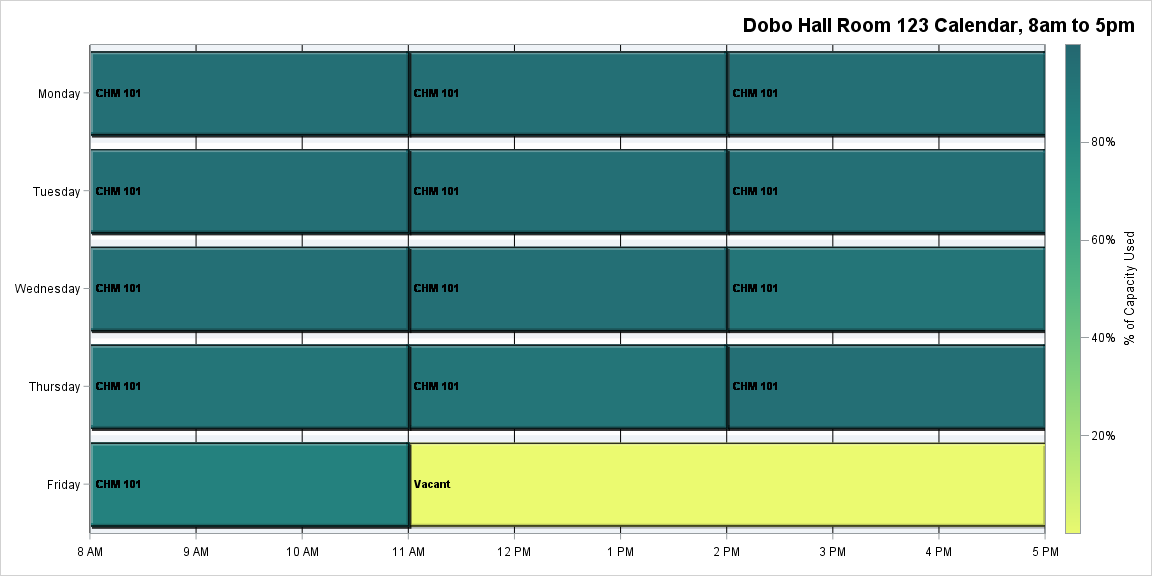 Dobo Hall Room 123 Calendar, 8am to 5pm
Monday
CHM 101
CHM 101
CHM 101
Tuesday
CHM 101
CHM 101
CHM 101
Wednesday
CHM 101
CHM 101
CHM 101
Thursday
CHM 101
CHM 101
CHM 101
Friday
CHM 101
Vacant
8 AM
9 AM
10 AM
11 AM
12 PM
1 PM
2 PM
3 PM
4 PM
5 PM
80%
60%
40%
20%
% of Capacity Used